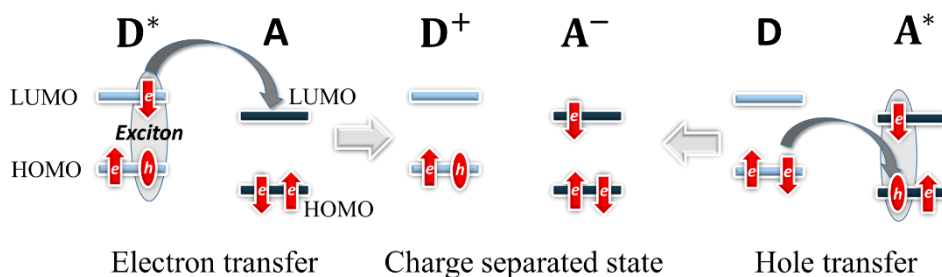 D* A D⁺ A⁻ D A*
LUMO e LUMO e e
Exciton
HOMO e h e h e e h e
e e HOMO e e
Electron transfer Charge separated state Hole transfer